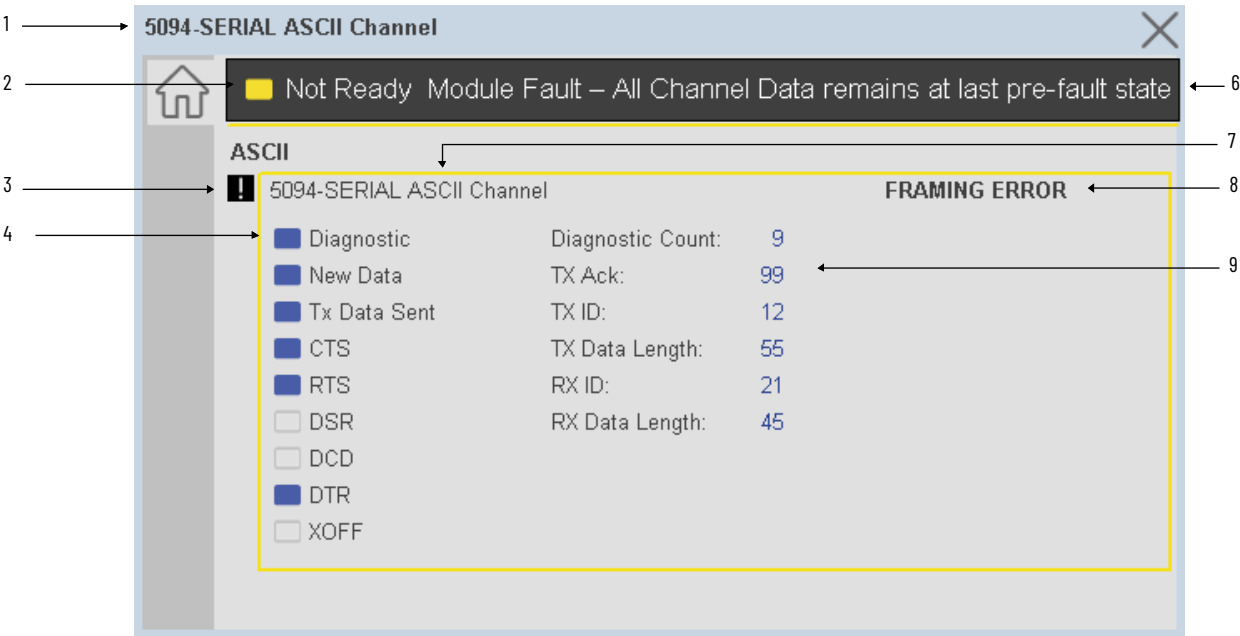 1
5094-SERIAL ASCII Channel
2
Not Ready Module Fault – All Channel Data remains at last pre-fault state
6
ASCII
7
3
!
5094-SERIAL ASCII Channel
FRAMING ERROR
8
4
Diagnostic Diagnostic Count: 9
New Data TX Ack: 99
9
Tx Data Sent TX ID: 12
CTS TX Data Length: 55
RTS RX ID: 21
DSR RX Data Length: 45
DCD
DTR
XOFF